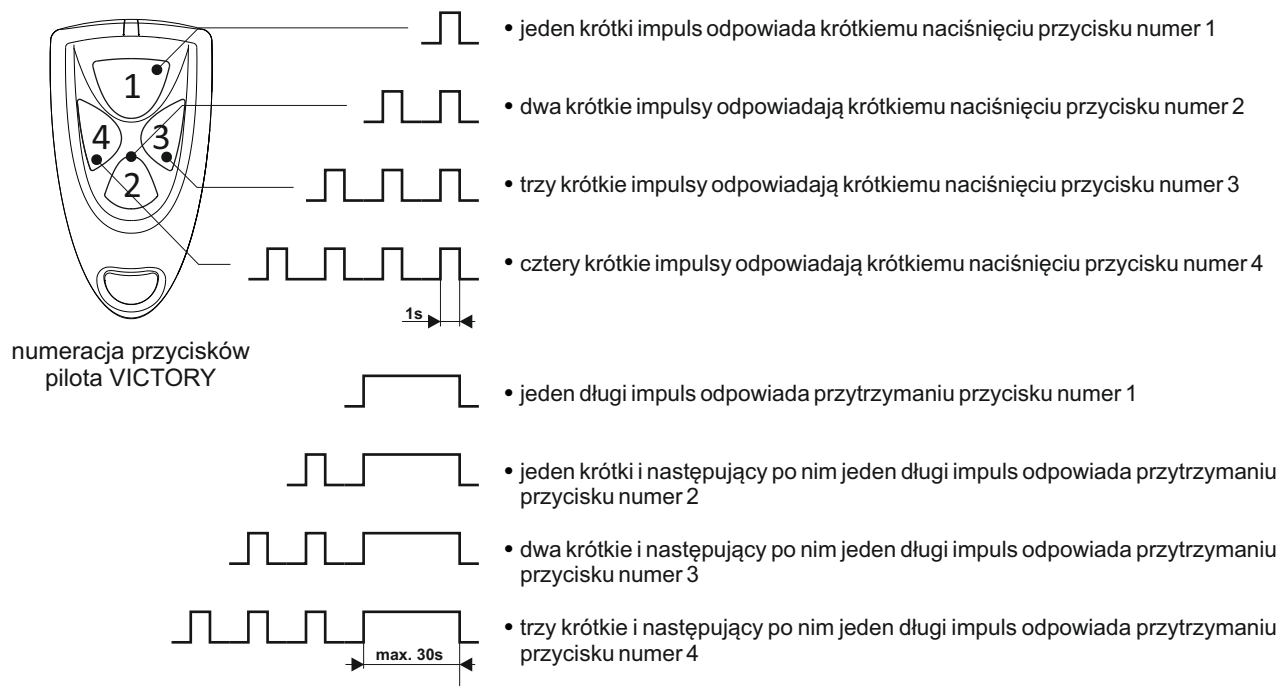 1
4 3
2
numeracja przycisków
pilota VICTORY
• jeden krótki impuls odpowiada krótkiemu naciśnięciu przycisku numer 1
• dwa krótkie impulsy odpowiadają krótkiemu naciśnięciu przycisku numer 2
• trzy krótkie impulsy odpowiadają krótkiemu naciśnięciu przycisku numer 3
• cztery krótkie impulsy odpowiadają krótkiemu naciśnięciu przycisku numer 4
1s
• jeden długi impuls odpowiada przytrzymaniu przycisku numer 1
• jeden krótki i następujący po nim jeden długi impuls odpowiada przytrzymaniu
przycisku numer 2
• dwa krótkie i następujący po nim jeden długi impuls odpowiada przytrzymaniu
przycisku numer 3
• trzy krótkie i następujący po nim jeden długi impuls odpowiada przytrzymaniu
przycisku numer 4
max. 30s